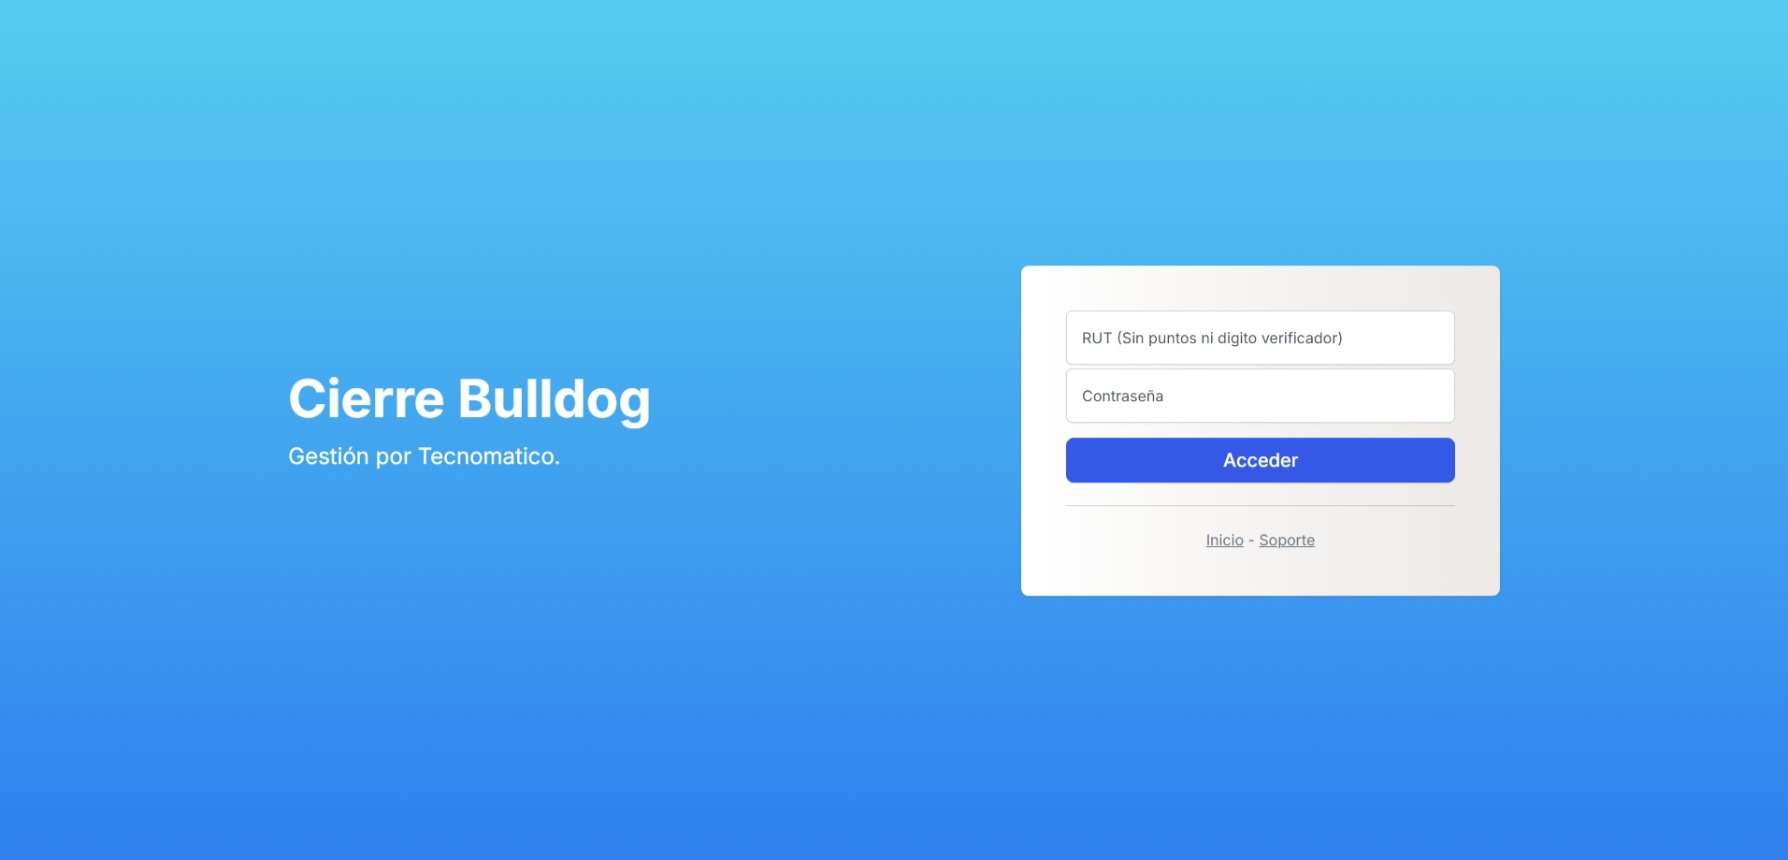 Cierre Bulldog
Gestión por Tecnomatico.
RUT (Sin puntos ni digito verificador)
Contraseña
Acceder
Inicio - Soporte